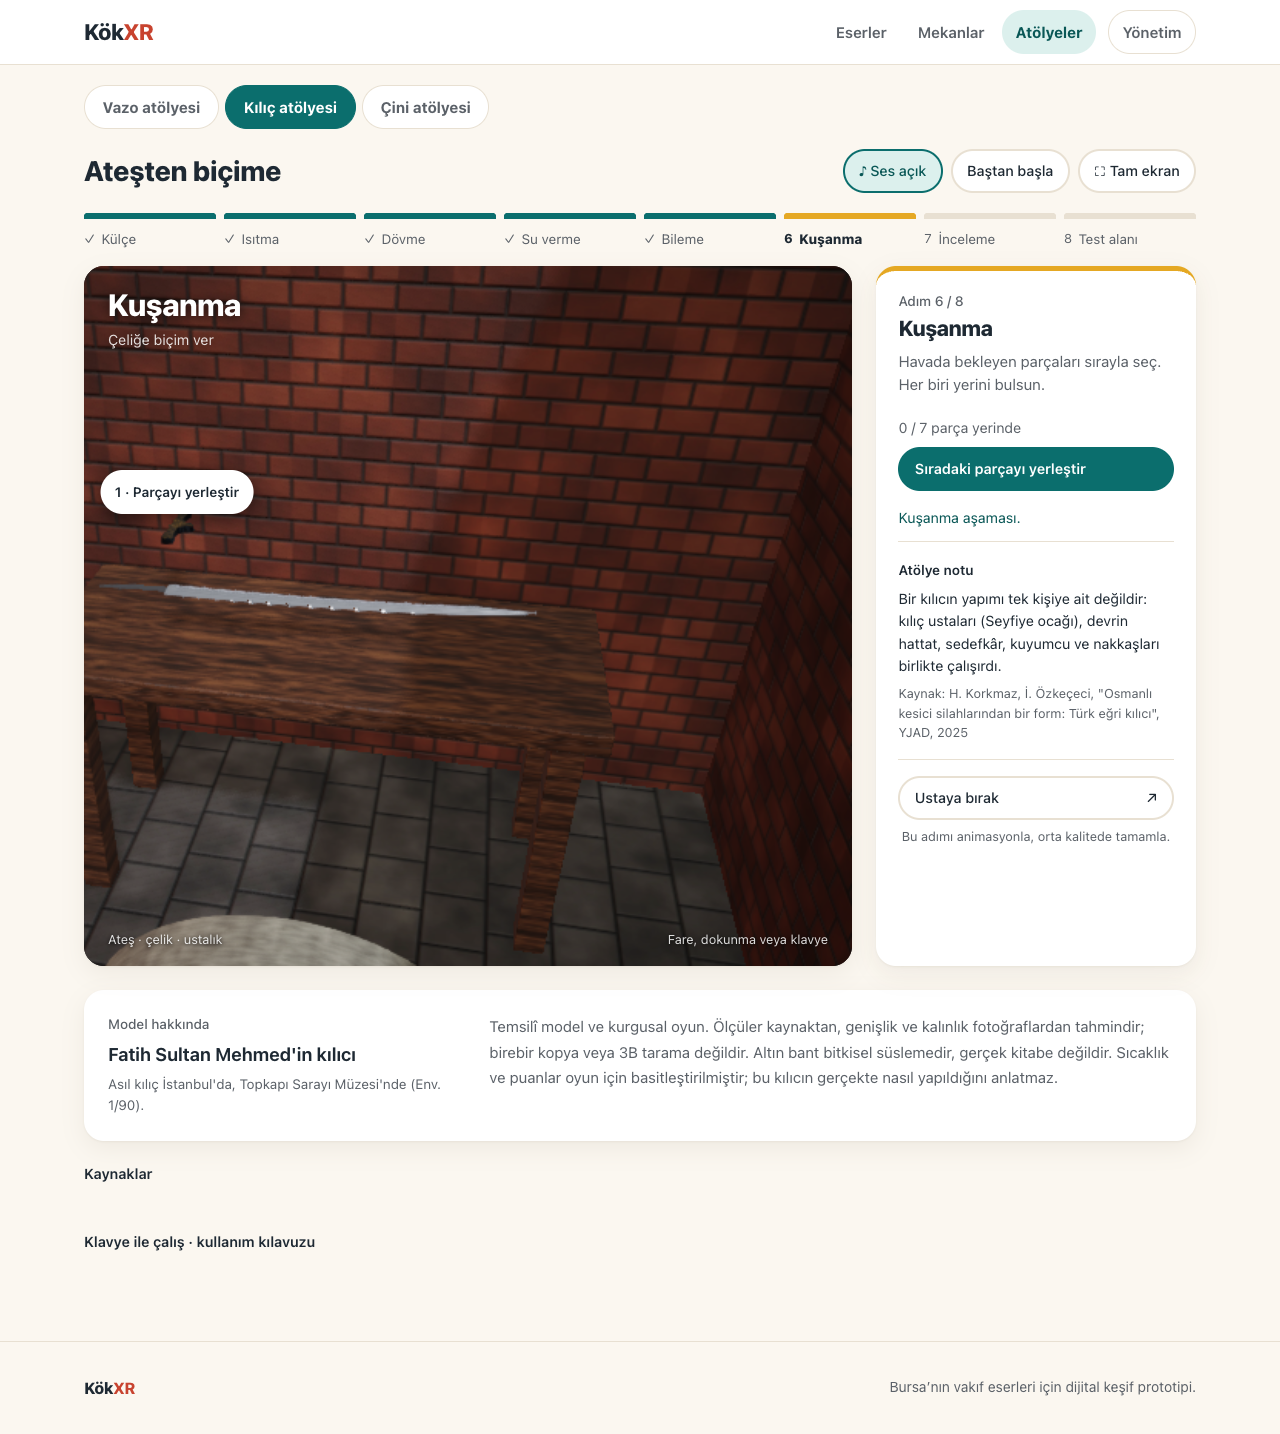 KökXR
Eserler
Mekanlar
Atölyeler
Yönetim
Vazo atölyesi
Kılıç atölyesi
Çini atölyesi
Ateşten biçime
♪ Ses açık
Baştan başla
⛶ Tam ekran
✓ Külçe
✓ Isıtma
✓ Dövme
✓ Su verme
✓ Bileme
6 Kuşanma
7 İnceleme
8 Test alanı
Kuşanma
Çeliğe biçim ver
1 · Parçayı yerleştir
Ateş · çelik · ustalık
Fare, dokunma veya klavye
Adım 6 / 8
Kuşanma
Havada bekleyen parçaları sırayla seç.
Her biri yerini bulsun.
0 / 7 parça yerinde
Sıradaki parçayı yerleştir
Kuşanma aşaması.
Atölye notu
Bir kılıcın yapımı tek kişiye ait değildir:
kılıç ustaları (Seyfiye ocağı), devrin
hattat, sedefkâr, kuyumcu ve nakkaşları
birlikte çalışırdı.
Kaynak: H. Korkmaz, İ. Özkeçeci, "Osmanlı
kesici silahlarından bir form: Türk eğri kılıcı",
YJAD, 2025
Ustaya bırak ↗
Bu adımı animasyonla, orta kalitede tamamla.
Model hakkında
Fatih Sultan Mehmed'in kılıcı
Asıl kılıç İstanbul'da, Topkapı Sarayı Müzesi'nde (Env.
1/90).
Temsilî model ve kurgusal oyun. Ölçüler kaynaktan, genişlik ve kalınlık fotoğraflardan tahmindir;
birebir kopya veya 3B tarama değildir. Altın bant bitkisel süslemedir, gerçek kitabe değildir. Sıcaklık
ve puanlar oyun için basitleştirilmiştir; bu kılıcın gerçekte nasıl yapıldığını anlatmaz.
Kaynaklar
Klavye ile çalış · kullanım kılavuzu
KökXR
Bursa’nın vakıf eserleri için dijital keşif prototipi.